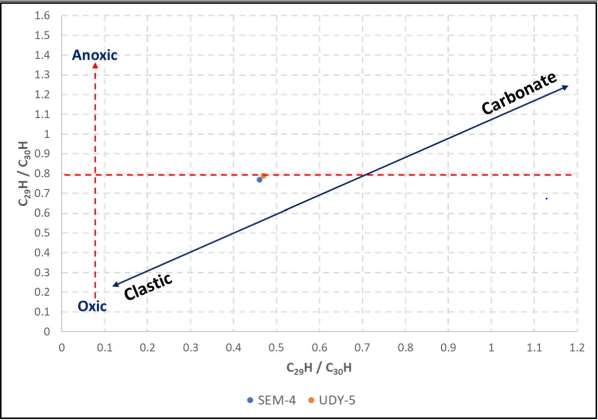 1.6
1.5
1.4
1.3
1.2
1.1
1
0.9
0.8
0.7
0.6
0.5
0.4
0.3
0.2
0.1
0
C₂₉H / C₃₀H
Anoxic
Oxic
Carbonate
Clastic
0 0.1 0.2 0.3 0.4 0.5 0.6 0.7 0.8 0.9 1 1.1 1.2
C₂₉H / C₃₀H
SEM-4 UDY-5